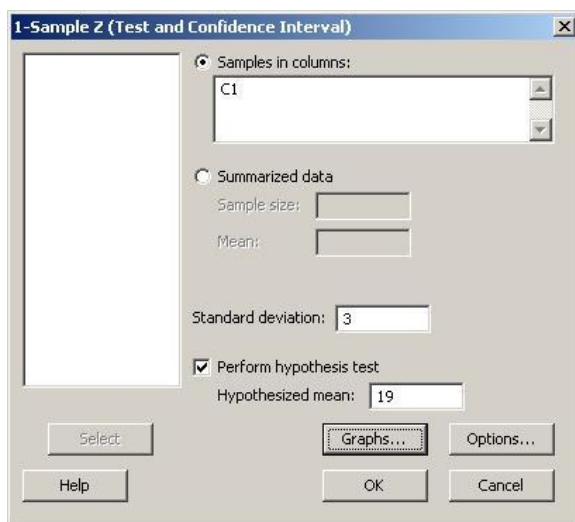 1-Sample Z (Test and Confidence Interval)
Samples in columns:
C1
Summarized data
Sample size:
Mean:
Standard deviation: 3
Perform hypothesis test
Hypothesized mean: 19
Select
Graphs...
Options...
Help
OK
Cancel